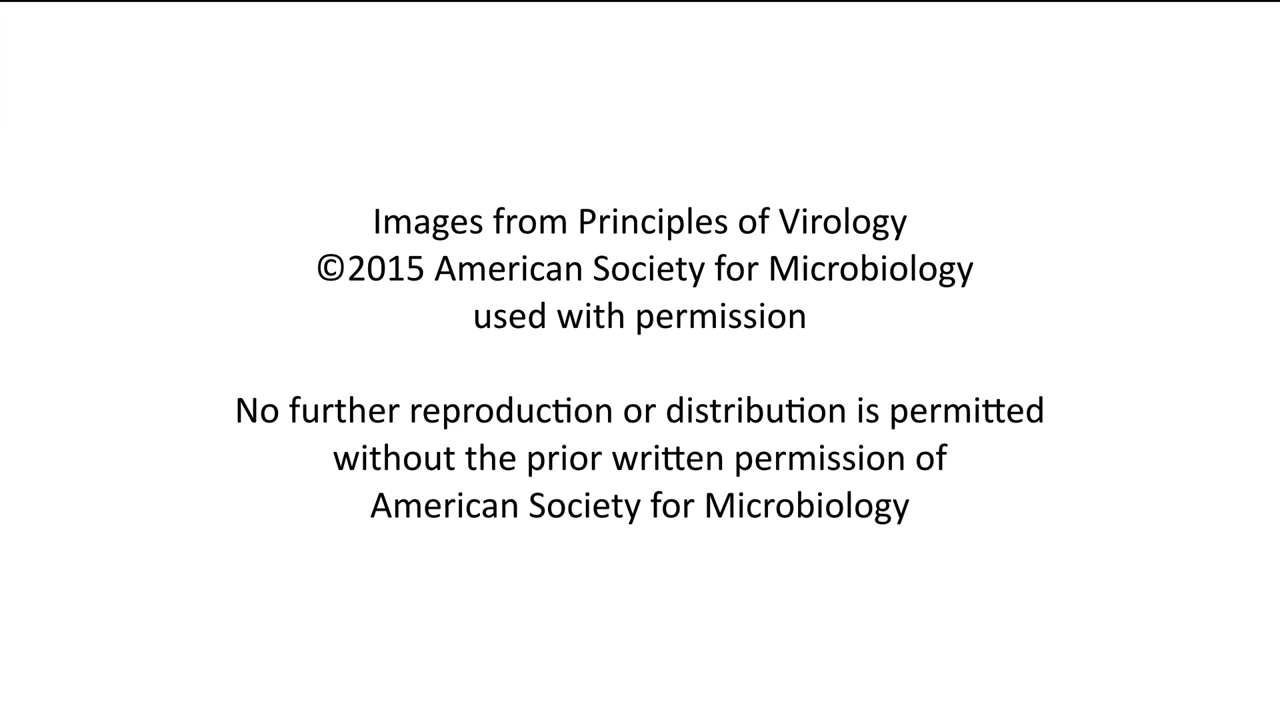 Images from Principles of Virology
©2015 American Society for Microbiology
used with permission
No further reproduction or distribution is permitted
without the prior written permission of
American Society for Microbiology